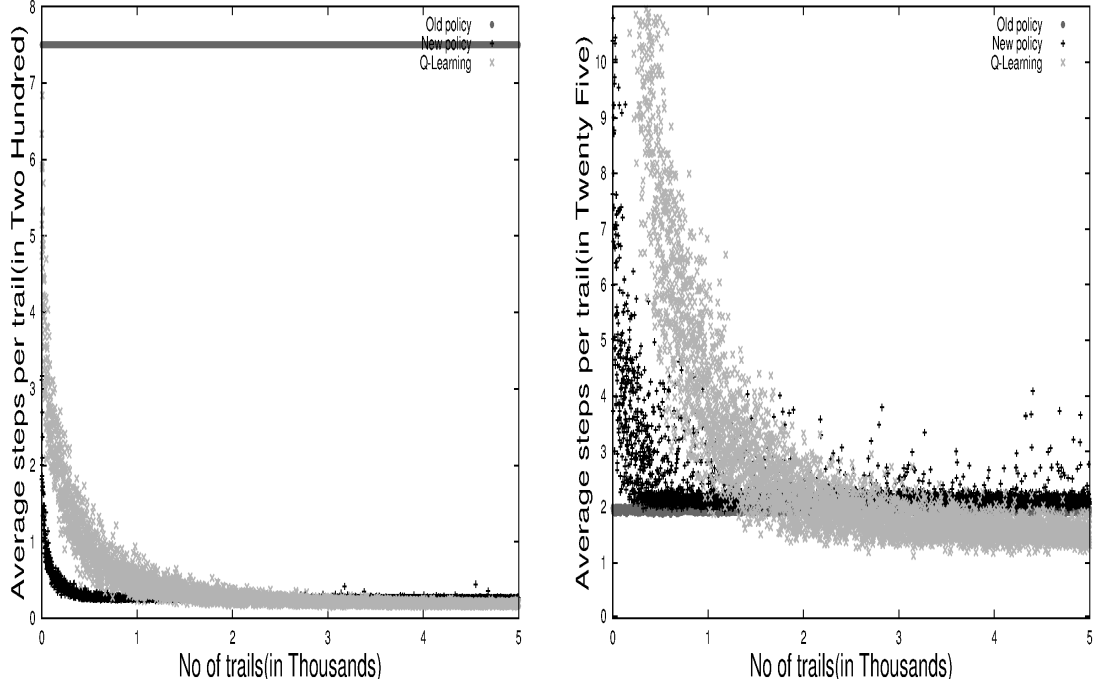 Average steps per trail(in Two Hundred)
8
7
6
5
4
3
2
1
0
Old policy
New policy
Q-Learning
0 1 2 3 4 5
No of trails(in Thousands)
Average steps per trail(in Twenty Five)
10
9
8
7
6
5
4
3
2
1
0
Old policy
New policy
Q-Learning
0 1 2 3 4 5
No of trails(in Thousands)